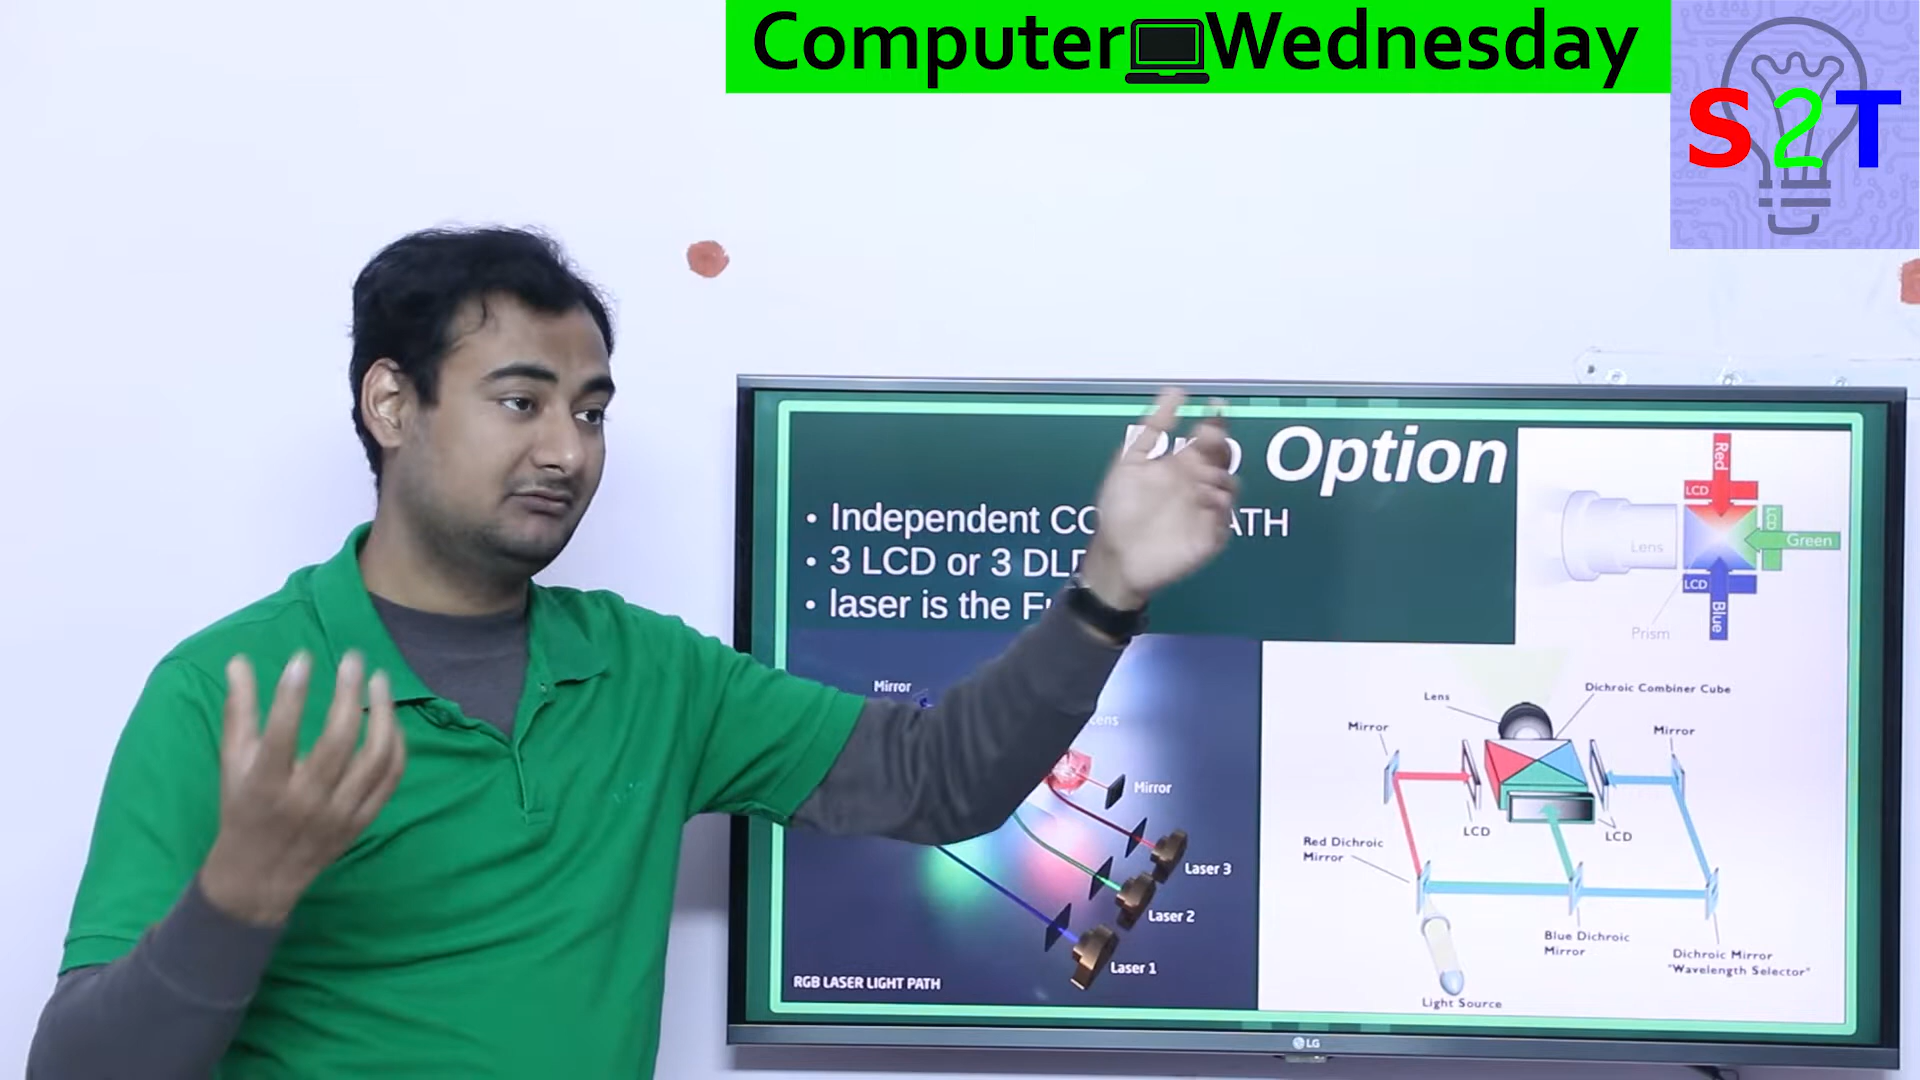 Computer Wednesday
S2T
Pro Option
• Independent CO ATH
• 3 LCD or 3 DL
• laser is the F
Red
LCD
LCD
Green
Lens
LCD
Blue
Prism
Mirror
Lens
Mirror
Laser 3
Laser 2
Laser 1
RGB LASER LIGHT PATH
Lens
Dichroic Combiner Cube
Mirror
Mirror
LCD
LCD
Red Dichroic
Mirror
Blue Dichroic
Mirror
Dichroic Mirror
"Wavelength Selector"
Light Source
LG